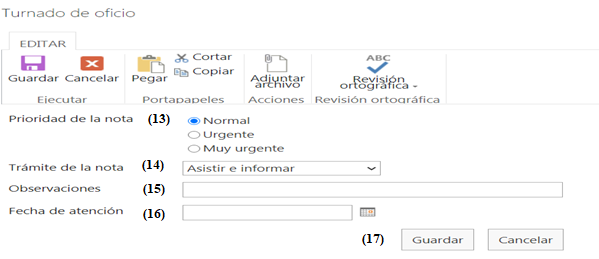 Turnado de oficio
EDITAR
Guardar Cancelar Pegar Cortar Copiar Adjuntar archivo ABC Revisión ortográfica
Ejecutar Portapapeles Acciones Revisión ortográfica
Prioridad de la nota (13) Normal
Urgente
Muy urgente
Trámite de la nota (14) Asistir e informar
Observaciones (15)
Fecha de atención (16)
(17) Guardar Cancelar